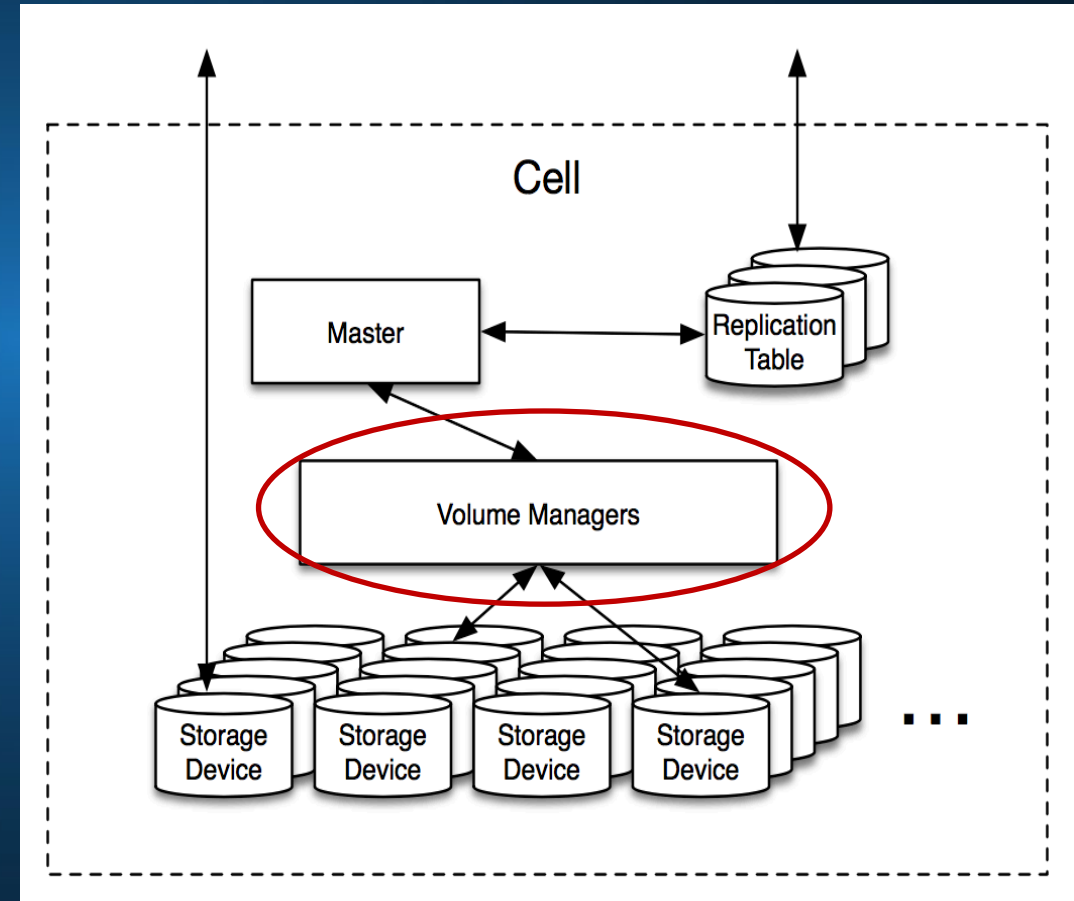 Cell
Master
Replication
Table
Volume Managers
Storage
Device
Storage
Device
Storage
Device
Storage
Device
...